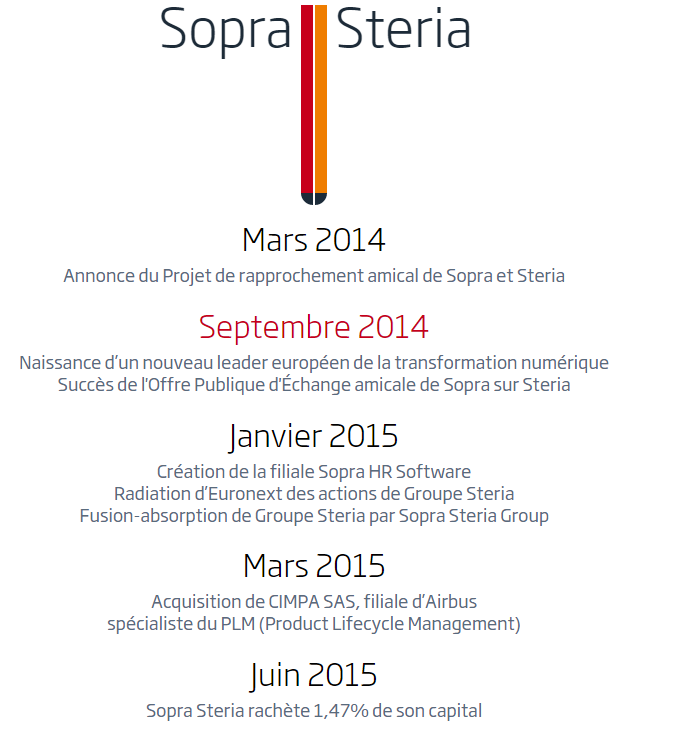 Sopra Steria
Mars 2014
Annonce du Projet de rapprochement amical de Sopra et Steria
Septembre 2014
Naissance d’un nouveau leader européen de la transformation numérique
Succès de l'Offre Publique d'Échange amicale de Sopra sur Steria
Janvier 2015
Création de la filiale Sopra HR Software
Radiation d’Euronext des actions de Groupe Steria
Fusion-absorption de Groupe Steria par Sopra Steria Group
Mars 2015
Acquisition de CIMPA SAS, filiale d’Airbus
spécialiste du PLM (Product Lifecycle Management)
Juin 2015
Sopra Steria rachète 1,47% de son capital